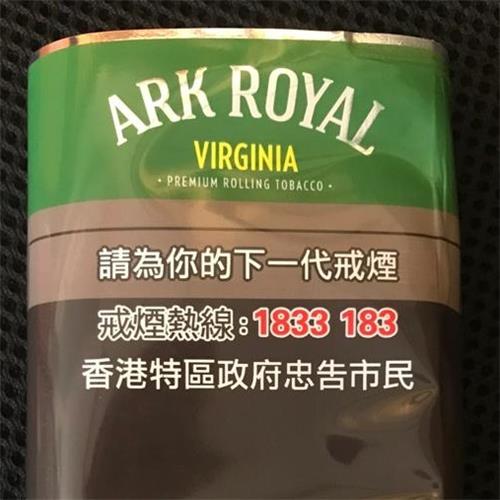 ARK ROYAL
VIRGINIA
· PREMIUM ROLLING TOBACCO ·
請為你的下一代戒煙
戒煙熱線:1833 183
香港特區政府忠告市民